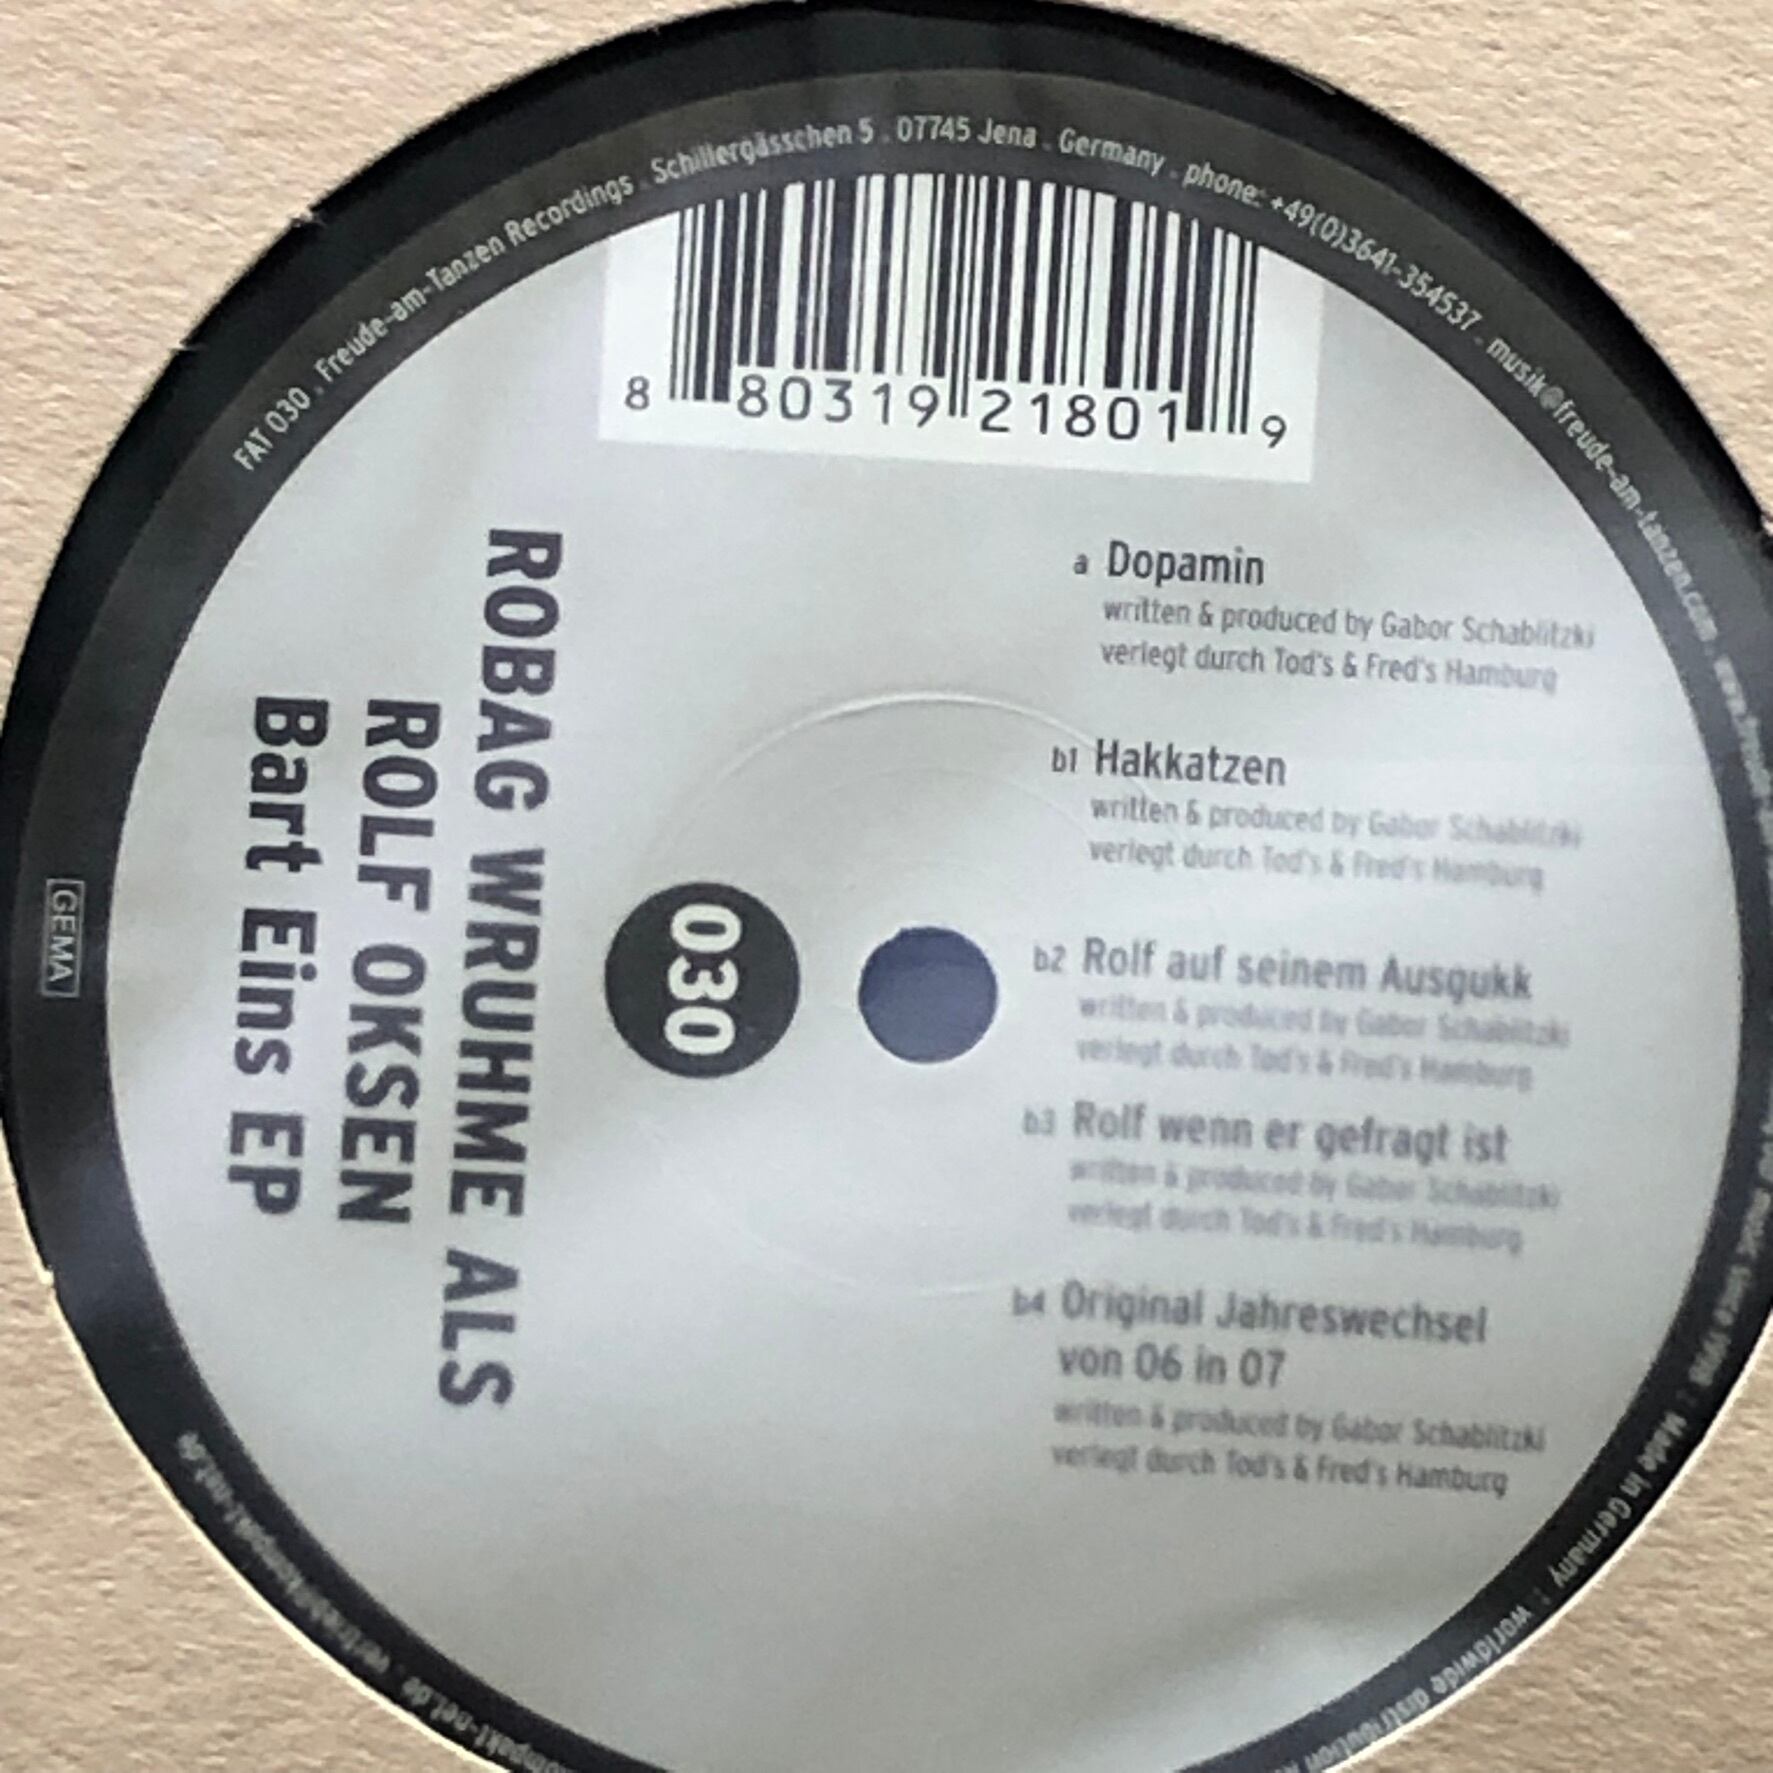 FAT 030 . Freude-am-Tanzen Recordings . Schillergässchen 5 . 07745 Jena . Germany . phone: +49(0)3641-354537 . musik@freude-am-tanzen.com .
8 80319 21801 9
ROBAG WRUHME ALS
ROLF OKSEN
Bart Eins EP
030
a Dopamin
written & produced by Gabor Schablitzki
verlegt durch Tod's & Fred's Hamburg
b1 Hakkatzen
written & produced by Gabor Schablitzki
verlegt durch Tod's & Fred's Hamburg
b2 Rolf auf seinem Ausgukk
written & produced by Gabor Schablitzki
verlegt durch Tod's & Fred's Hamburg
b3 Rolf wenn er gefragt ist
written & produced by Gabor Schablitzki
verlegt durch Tod's & Fred's Hamburg
b4 Original Jahreswechsel
von 06 in 07
written & produced by Gabor Schablitzki
verlegt durch Tod's & Fred's Hamburg
GEMA
Made in Germany : worldwide distribution